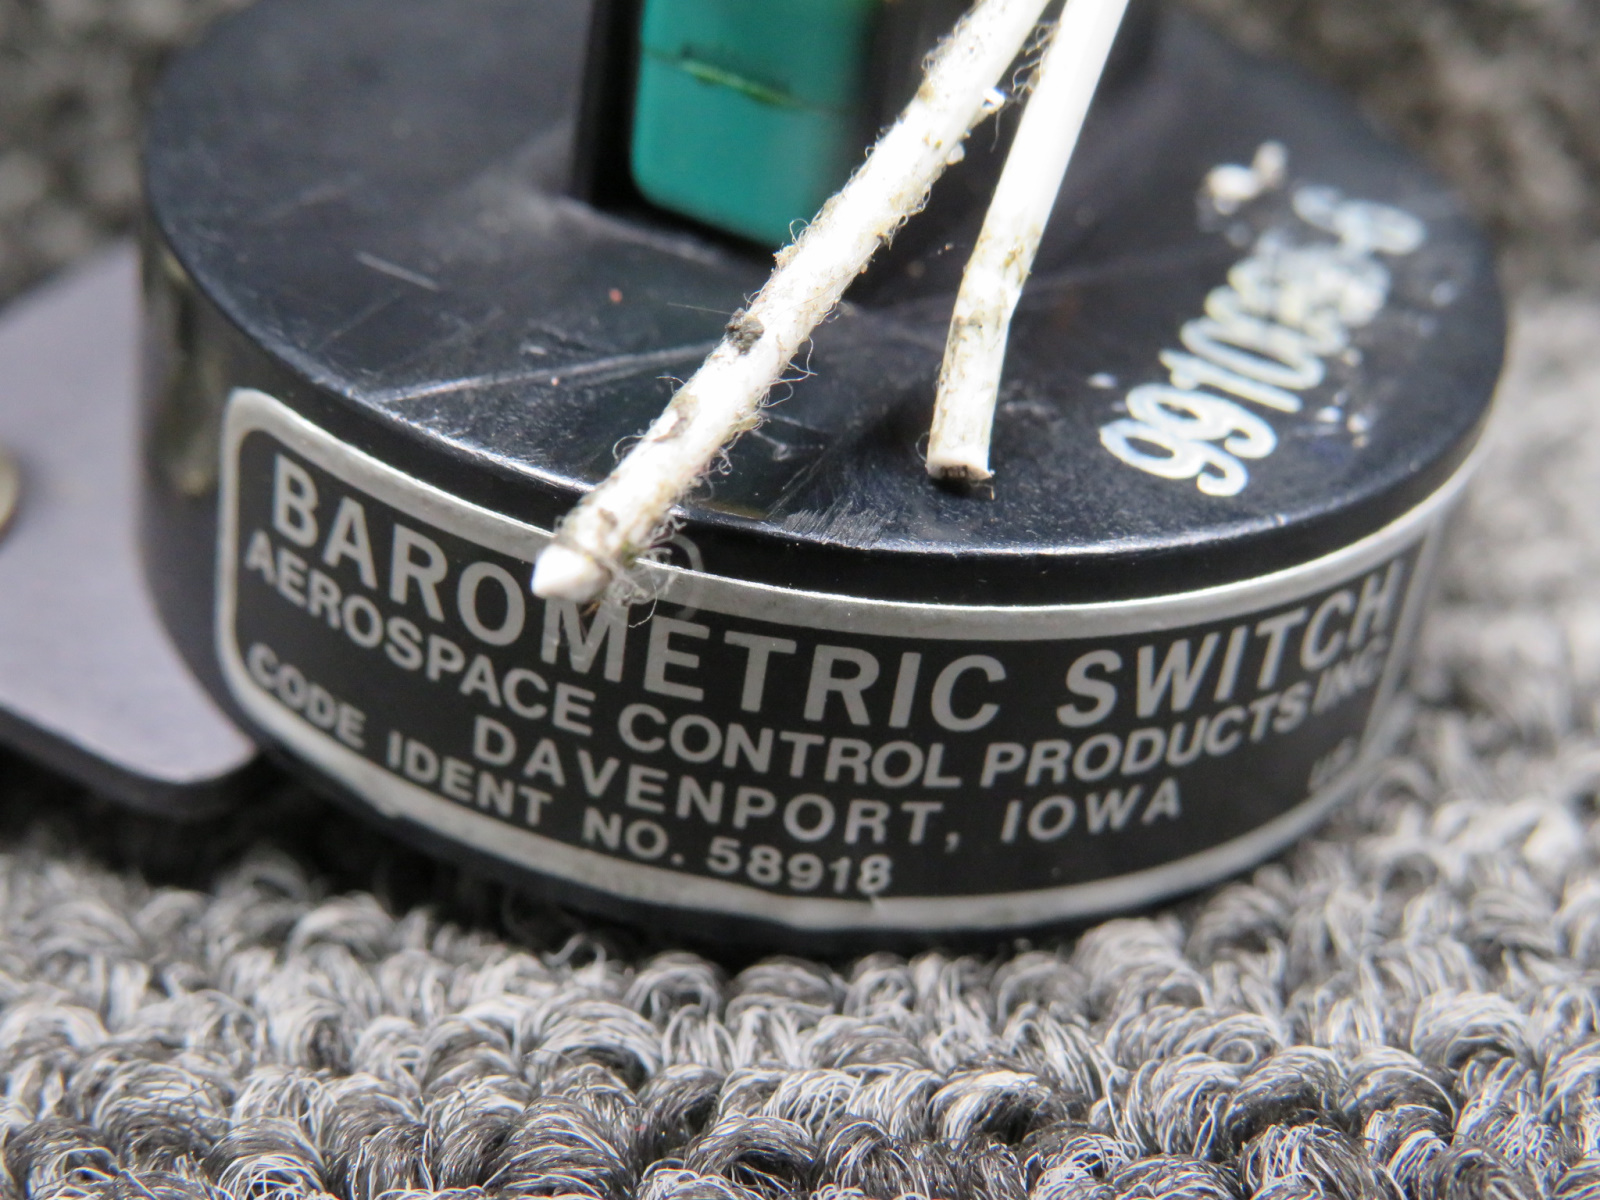 BAROMETRIC SWITCH
AEROSPACE CONTROL PRODUCTS INC.
DAVENPORT, IOWA
CODE IDENT NO. 58918